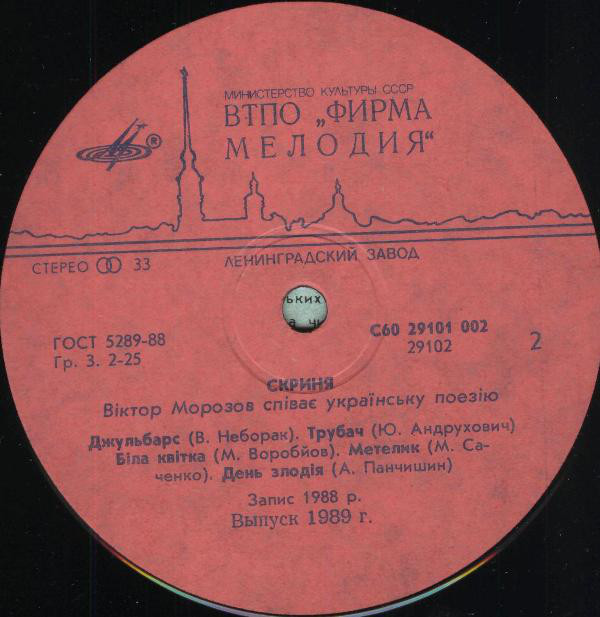 МИНИСТЕРСТВО КУЛЬТУРЫ СССР
ВТПО „ФИРМА
МЕЛОДИЯ“
®
СТЕРЕО 33
ЛЕНИНГРАДСКИЙ ЗАВОД
ьких
а чи
ГОСТ 5289-88
Гр. 3. 2-25
С60 29101 002
29102
2
СКРИНЯ
Віктор Морозов співає українську поезію
Джульбарс (В. Неборак). Трубач (Ю. Андрухович)
Біла квітка (М. Воробйов). Метелик (М. Са-
ченко). День злодія (А. Панчишин)
Запис 1988 р.
Выпуск 1989 г.